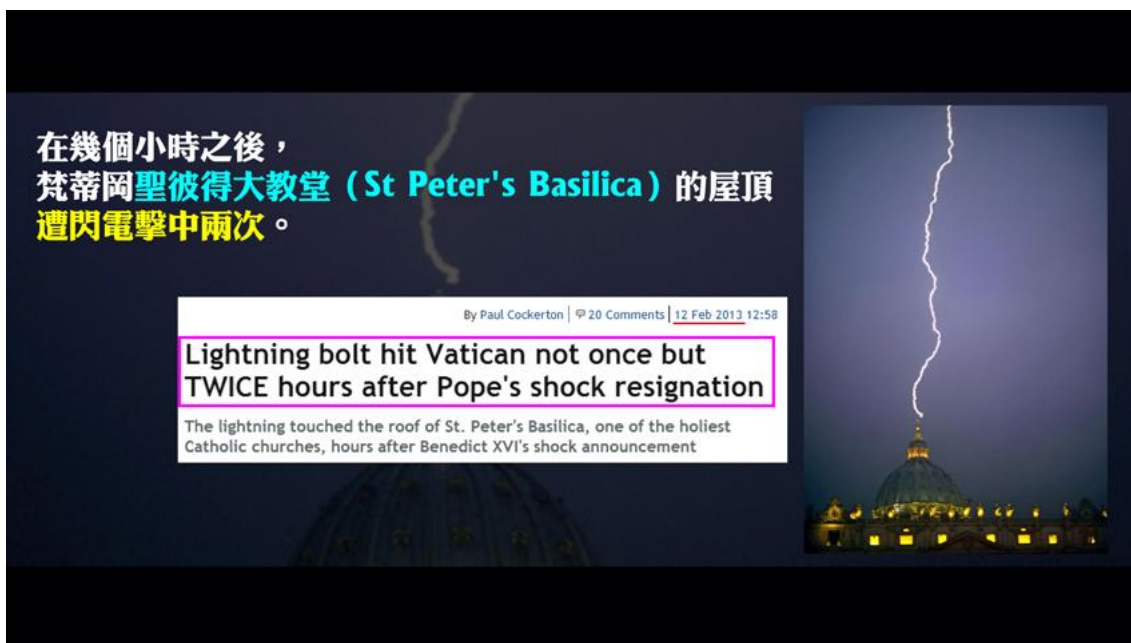 在幾個小時之後，
梵蒂岡聖彼得大教堂（St Peter's Basilica）的屋頂
遭閃電擊中兩次。
By Paul Cockerton | 20 Comments | 12 Feb 2013 12:58
Lightning bolt hit Vatican not once but
TWICE hours after Pope's shock resignation
The lightning touched the roof of St. Peter's Basilica, one of the holiest
Catholic churches, hours after Benedict XVI's shock announcement